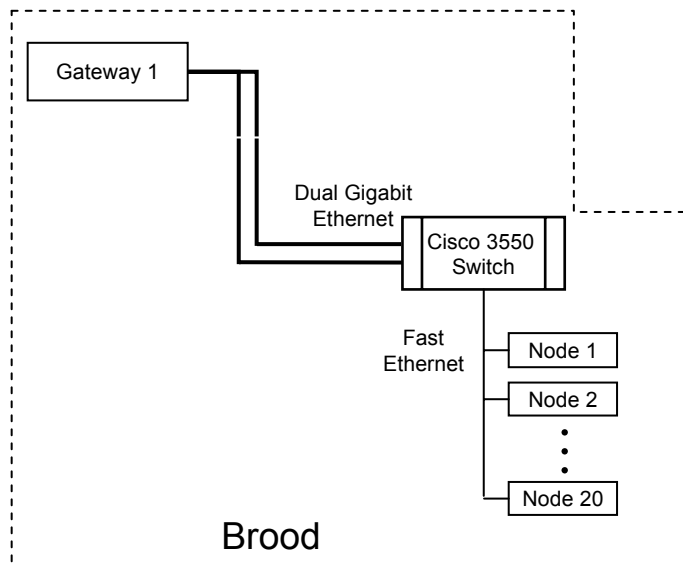 Gateway 1
Dual Gigabit
Ethernet
Cisco 3550
Switch
Fast
Ethernet
Node 1
Node 2
Node 20
Brood